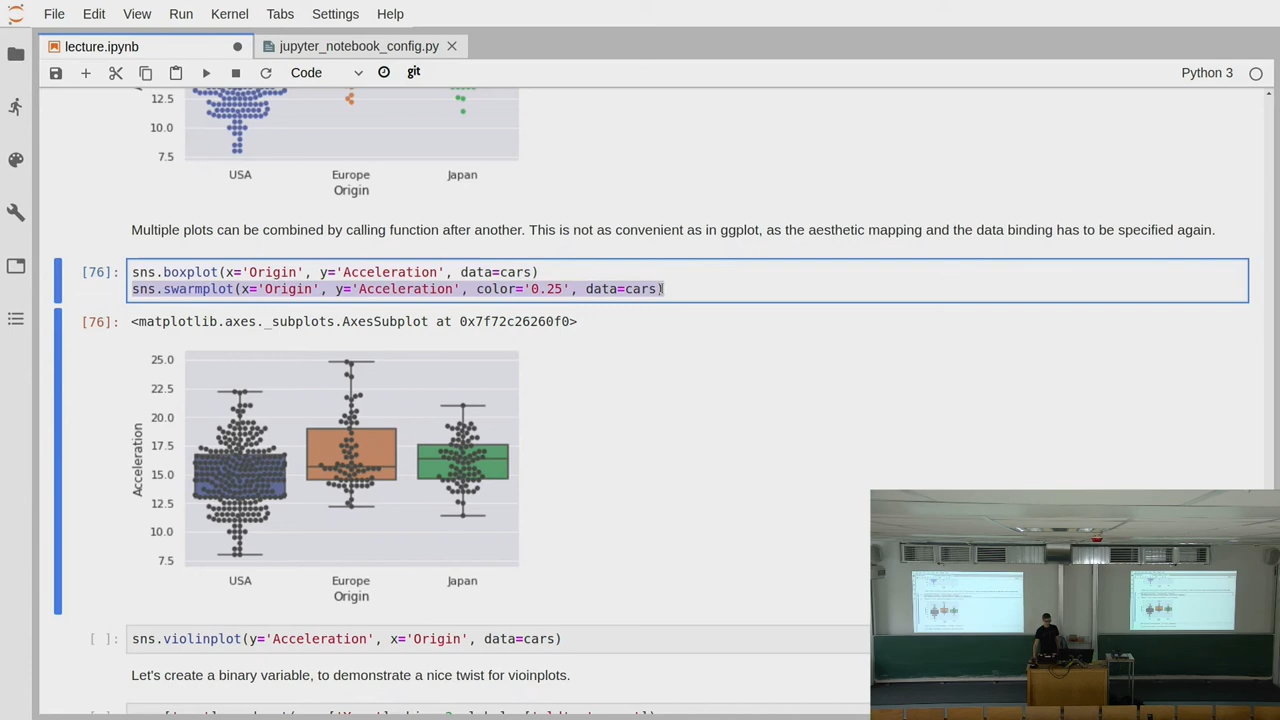 File Edit View Run Kernel Tabs Settings Help
lecture.ipynb
jupyter_notebook_config.py
Code
git
Python 3
12.5
10.0
7.5
USA Europe Japan
Origin
Multiple plots can be combined by calling function after another. This is not as convenient as in ggplot, as the aesthetic mapping and the data binding has to be specified again.
[76]: sns.boxplot(x='Origin', y='Acceleration', data=cars)
sns.swarmplot(x='Origin', y='Acceleration', color='0.25', data=cars)
[76]: <matplotlib.axes._subplots.AxesSubplot at 0x7f72c26260f0>
25.0
22.5
20.0
17.5
15.0
12.5
10.0
7.5
Acceleration
USA Europe Japan
Origin
[ ]: sns.violinplot(y='Acceleration', x='Origin', data=cars)
Let's create a binary variable, to demonstrate a nice twist for vioinplots.